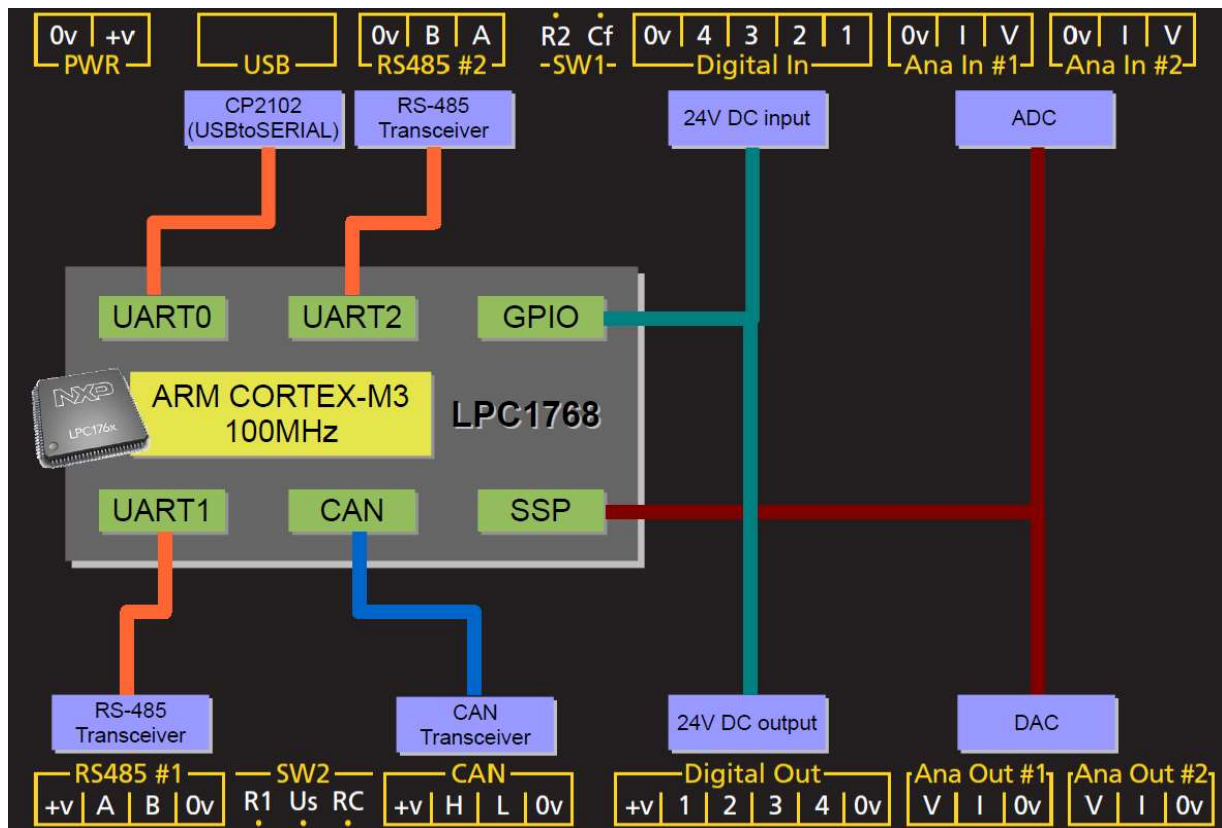 0v +v
PWR
USB
0v B A
RS485 #2
R2 Cf
SW1
0v 4 3 2 1
Digital In
0v I V
Ana In #1
0v I V
Ana In #2
CP2102
(USBtoSERIAL)
RS-485
Transceiver
24V DC input
ADC
UART0
UART2
GPIO
NXP
LPC176x
ARM CORTEX-M3
100MHz
LPC1768
UART1
CAN
SSP
RS-485
Transceiver
CAN
Transceiver
24V DC output
DAC
RS485 #1
+v A B 0v
SW2
R1 Us RC
CAN
+v H L 0v
Digital Out
+v 1 2 3 4 0v
Ana Out #1
V I 0v
Ana Out #2
V I 0v